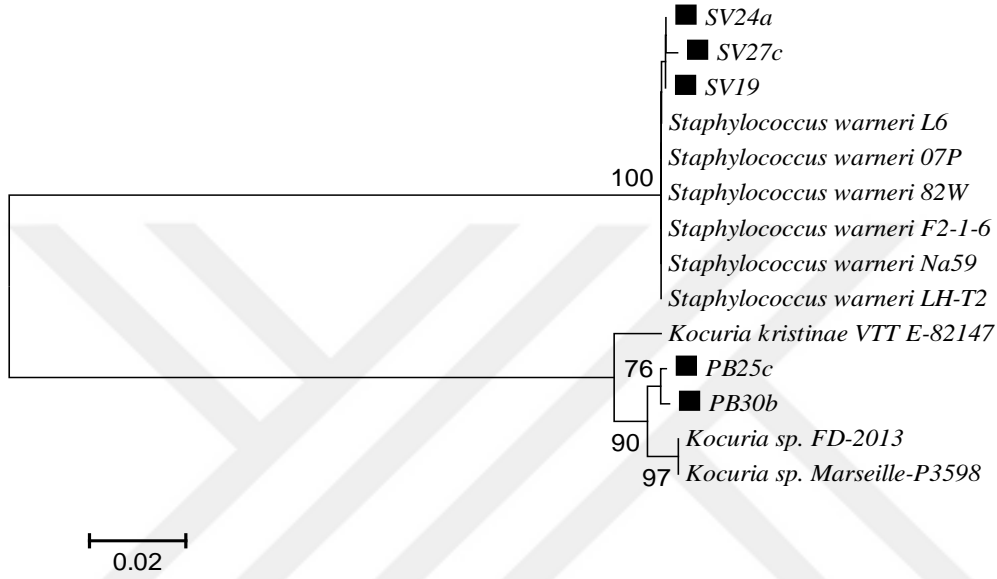 SV24a
SV27c
SV19
Staphylococcus warneri L6
Staphylococcus warneri 07P
100
Staphylococcus warneri 82W
Staphylococcus warneri F2-1-6
Staphylococcus warneri Na59
Staphylococcus warneri LH-T2
Kocuria kristinae VTT E-82147
76
PB25c
PB30b
90
Kocuria sp. FD-2013
97
Kocuria sp. Marseille-P3598
0.02